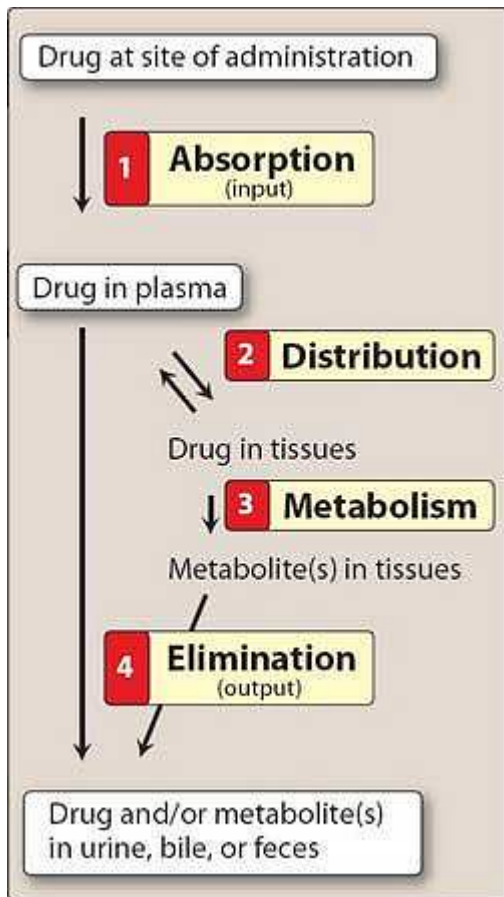 Drug at site of administration
1
Absorption
(input)
Drug in plasma
2
Distribution
Drug in tissues
3
Metabolism
Metabolite(s) in tissues
4
Elimination
(output)
Drug and/or metabolite(s)
in urine, bile, or feces